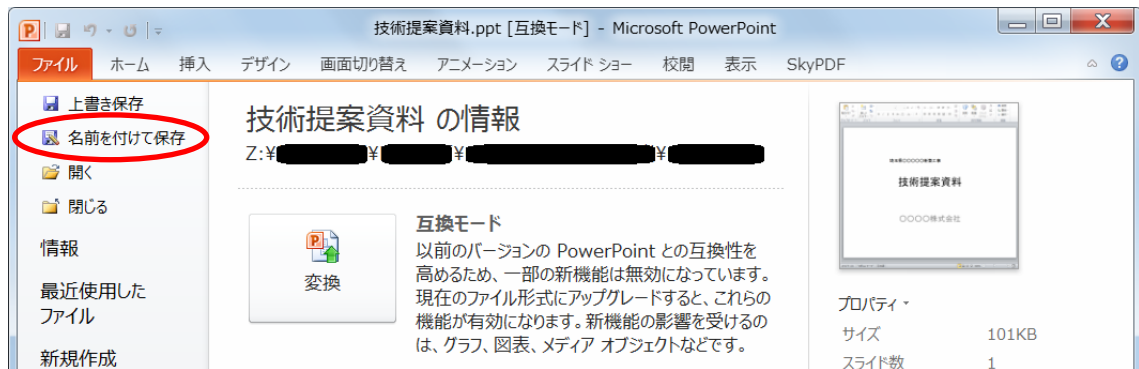 技術提案資料.ppt [互換モード] - Microsoft PowerPoint
ファイル ホーム 挿入 デザイン 画面切り替え アニメーション スライド ショー 校閲 表示 SkyPDF
上書き保存
名前を付けて保存
開く
閉じる
情報
最近使用した
ファイル
新規作成
技術提案資料 の情報
Z:¥ ¥ ¥ ¥
変換
互換モード
以前のバージョンの PowerPoint との互換性を
高めるため、一部の新機能は無効になっています。
現在のファイル形式にアップグレードすると、これらの
機能が有効になります。新機能の影響を受けるの
は、グラフ、図表、メディア オブジェクトなどです。
技術提案資料
〇〇〇〇株式会社
プロパティ
サイズ 101KB
スライド数 1